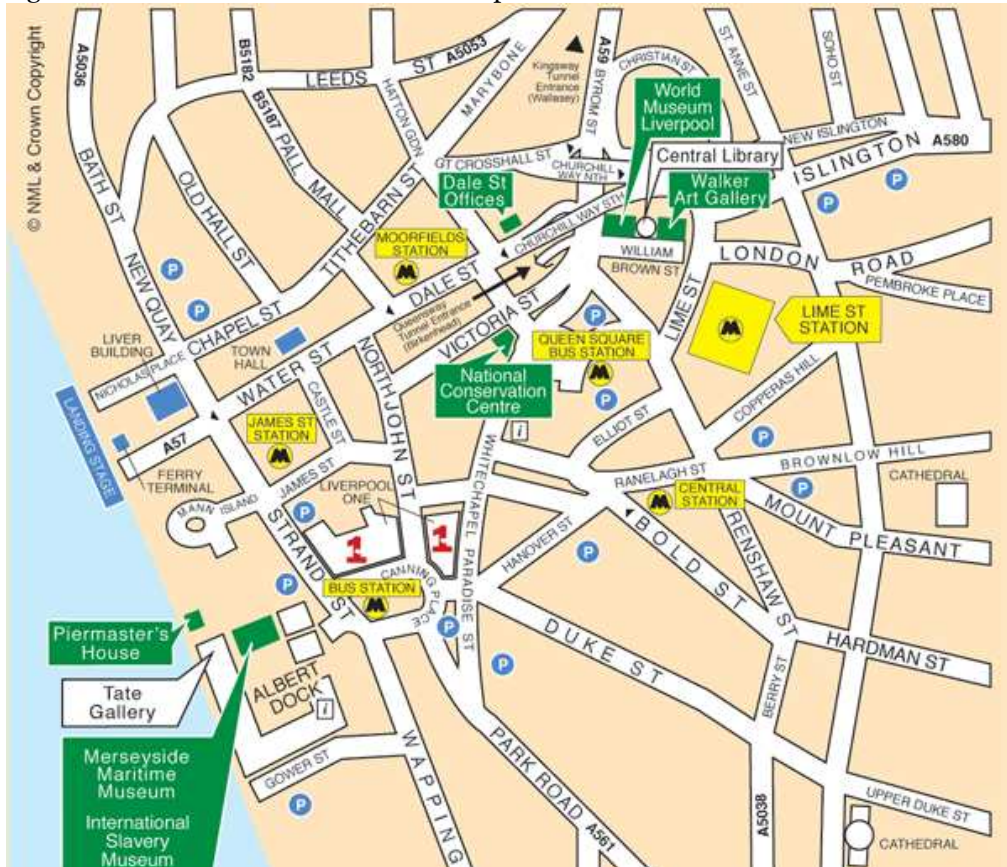 © NML & Crown Copyright
A5036
B5182
B5187
LEEDS ST
A5053
MARYBONE
HATTON GDN
PALL MALL
BATH ST
OLD HALL ST
TITHEBARN ST
Kingsway
Tunnel
Entrance
(Wallasey)
A59
BYROM ST
CHRISTIAN ST
ST. ANNE ST
SOHO ST
NEW ISLINGTON
ISLINGTON
A580
World
Museum
Liverpool
Central Library
Walker
Art Gallery
GT CROSSHALL ST
CHURCHILL
WAY NTH
CHURCHILL WAY STH
Dale St
Offices
MOORFIELDS
STATION
M
DALE ST
WILLIAM
BROWN ST
LONDON ROAD
PEMBROKE PLACE
LIME ST
M
LIME ST
STATION
NEW QUAY
P
P
P
P
CHAPEL ST
NICHOLAS PLACE
LIVER
BUILDING
TOWN
HALL
WATER ST
Queensway
Tunnel Entrance
(Birkenhead)
VICTORIA ST
P
QUEEN SQUARE
BUS STATION
M
P
National
Conservation
Centre
i
NORTH JOHN ST
CASTLE ST
JAMES ST
STATION
M
JAMES ST
A57
FERRY
TERMINAL
LANDING STAGE
MANN ISLAND
LIVERPOOL
ONE
1
1
P
WHITECHAPEL
PARADISE ST
ELLIOT ST
COPPERAS HILL
P
RANELAGH ST
BROWNLOW HILL
CATHEDRAL
M
CENTRAL
STATION
P
MOUNT PLEASANT
RENSHAW ST
BOLD ST
HANOVER ST
P
STRAND ST
P
BUS STATION
M
CANNING
PLACE
P
P
DUKE ST
HARDMAN ST
BERRY ST
Piermaster's
House
Tate
Gallery
ALBERT
DOCK
i
Merseyside
Maritime
Museum
International
Slavery
Museum
GOWER ST
P
WAPPING
PARK ROAD
A561
A5038
UPPER DUKE ST
CATHEDRAL